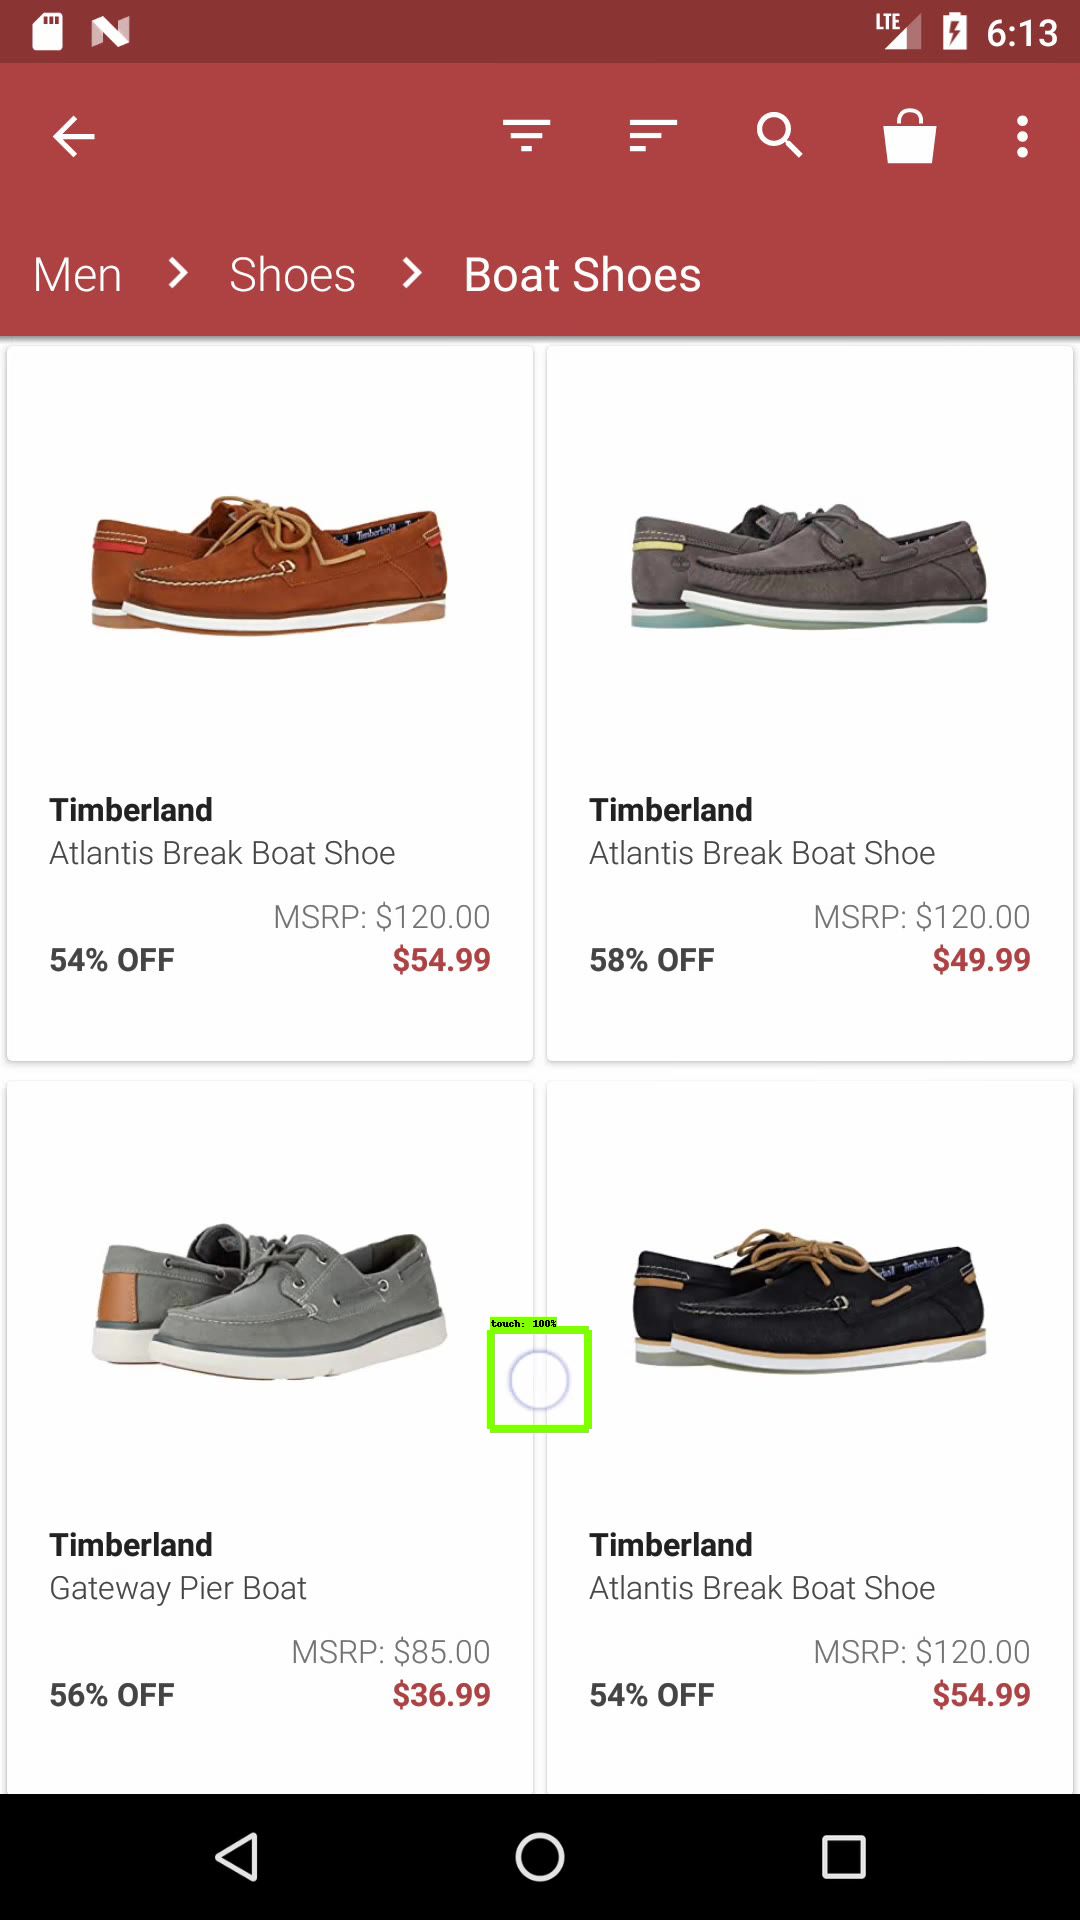 LTE 6:13
Men Shoes Boat Shoes
Timberland
Atlantis Break Boat Shoe
MSRP: $120.00
54% OFF $54.99
Timberland
Atlantis Break Boat Shoe
MSRP: $120.00
58% OFF $49.99
touch: 100%
Timberland
Gateway Pier Boat
MSRP: $85.00
56% OFF $36.99
Timberland
Atlantis Break Boat Shoe
MSRP: $120.00
54% OFF $54.99